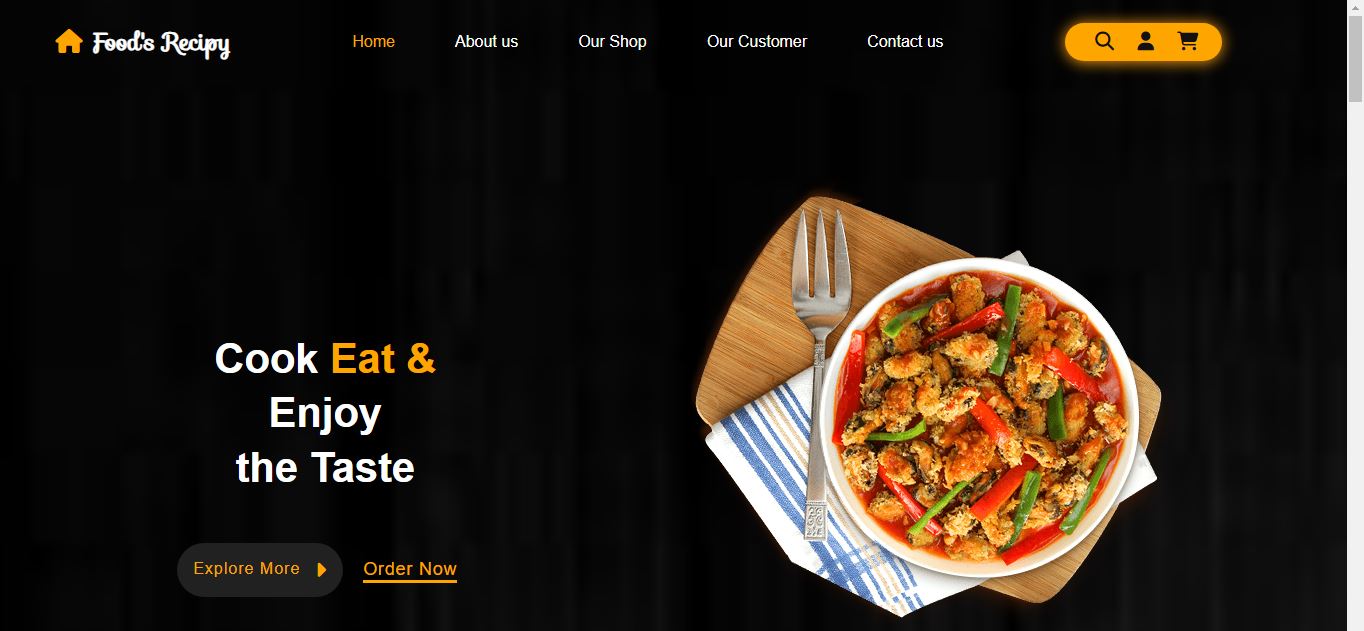 Food's Recipy
Home
About us
Our Shop
Our Customer
Contact us
Cook Eat &
Enjoy
the Taste
Explore More
Order Now